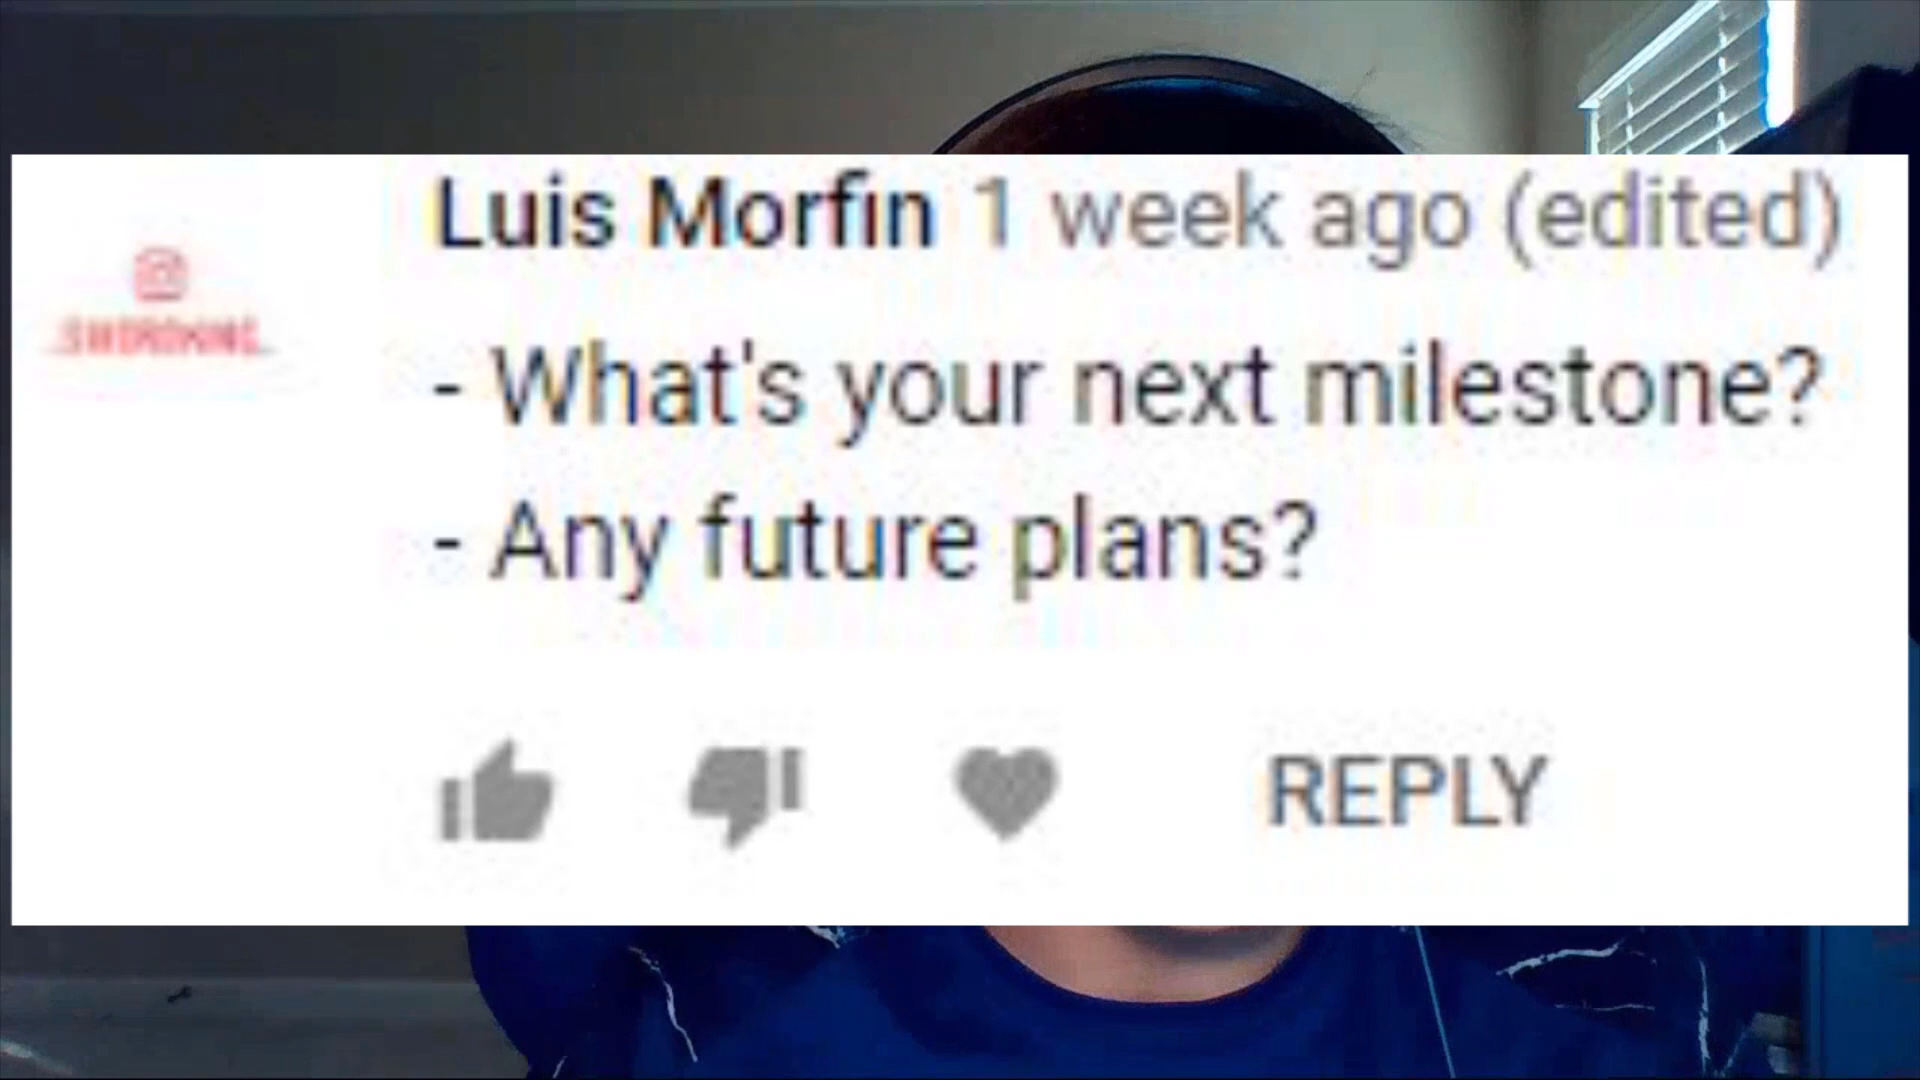 Luis Morfin 1 week ago (edited)
- What's your next milestone?
- Any future plans?
REPLY